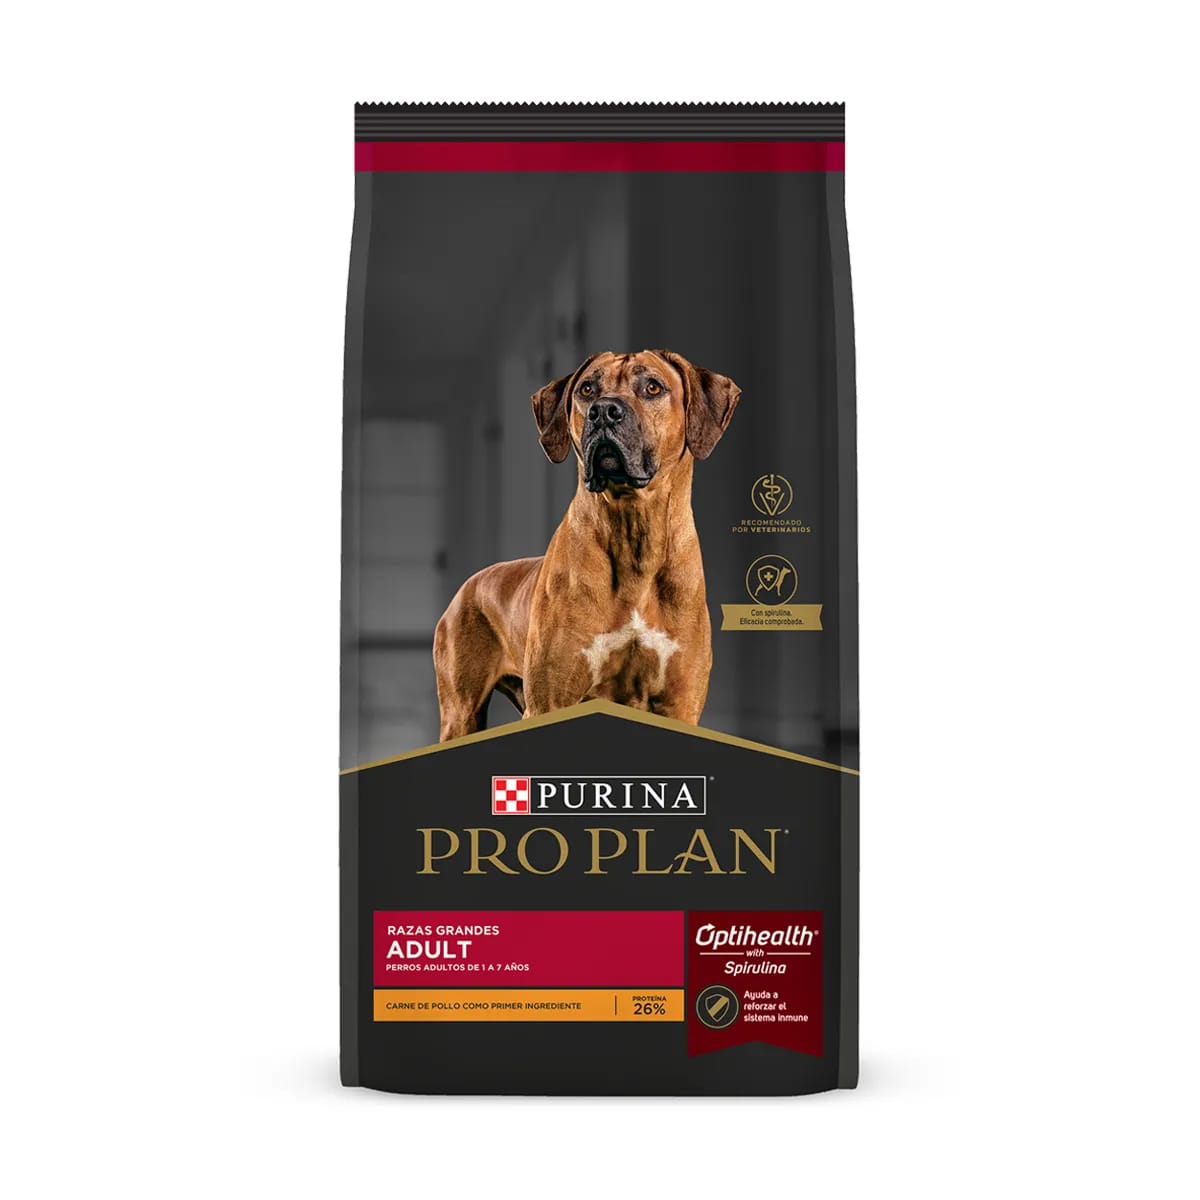 RECOMENDADO
POR VETERINARIOS
Con spirulina.
Eficacia comprobada.
PURINA®
PRO PLAN®
RAZAS GRANDES
ADULT
PERROS ADULTOS DE 1 A 7 AÑOS
CARNE DE POLLO COMO PRIMER INGREDIENTE
PROTEÍNA
26%
Optihealth®
with
Spirulina
Ayuda a
reforzar el
sistema inmune